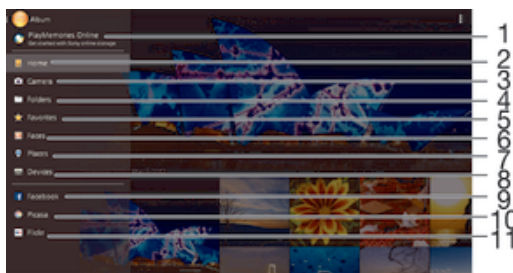 Album
PlayMemories Online
Get started with Sony online storage
Home
Camera
Folders
Favorites
Faces
Places
Devices
Facebook
Picasa
Flickr
1
2
3
4
5
6
7
8
9
10
11